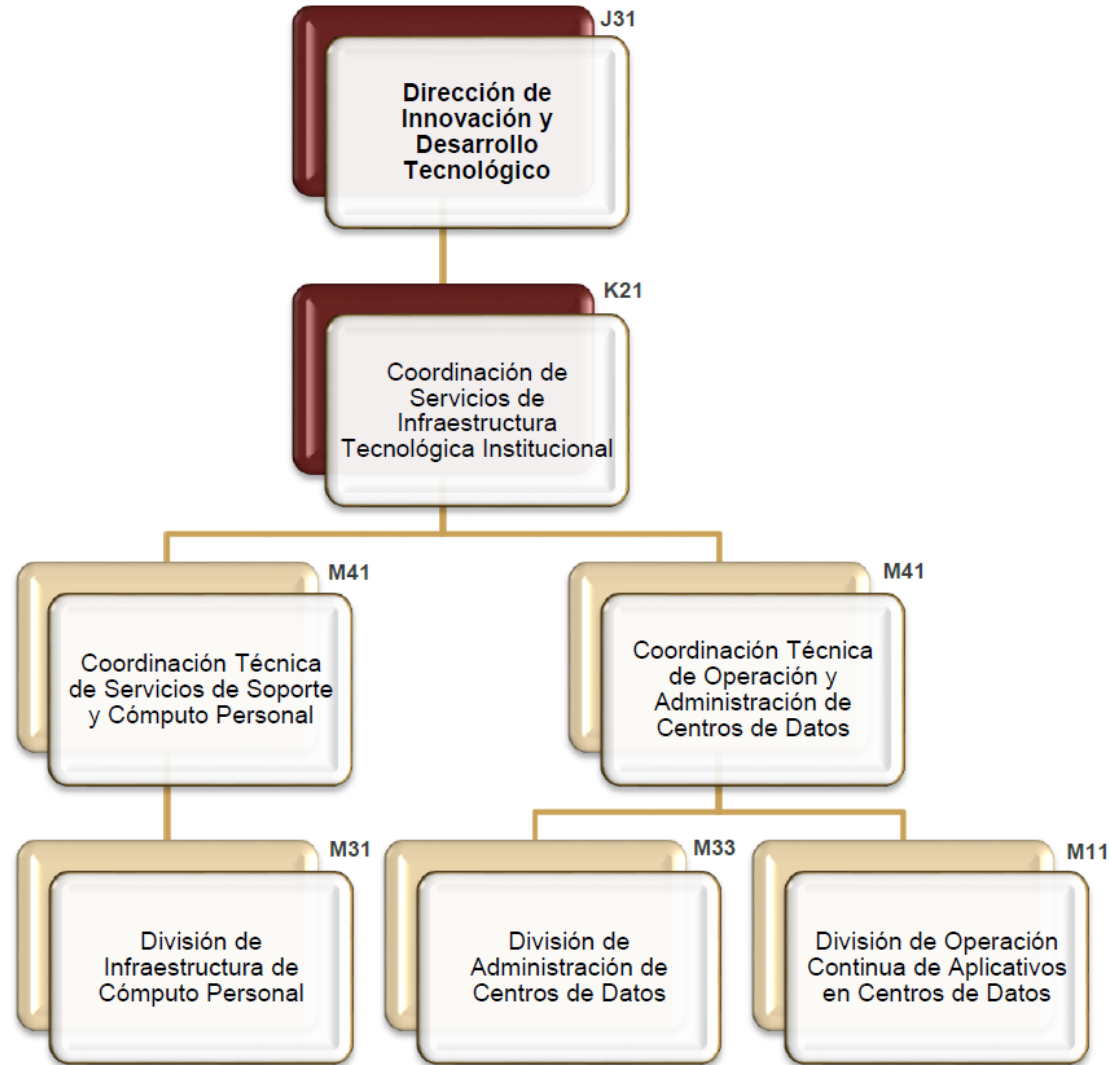 J31
Dirección de
Innovación y
Desarrollo
Tecnológico
K21
Coordinación de
Servicios de
Infraestructura
Tecnológica Institucional
M41
Coordinación Técnica
de Servicios de Soporte
y Cómputo Personal
M41
Coordinación Técnica
de Operación y
Administración de
Centros de Datos
M31
División de
Infraestructura de
Cómputo Personal
M33
División de
Administración de
Centros de Datos
M11
División de Operación
Continua de Aplicativos
en Centros de Datos